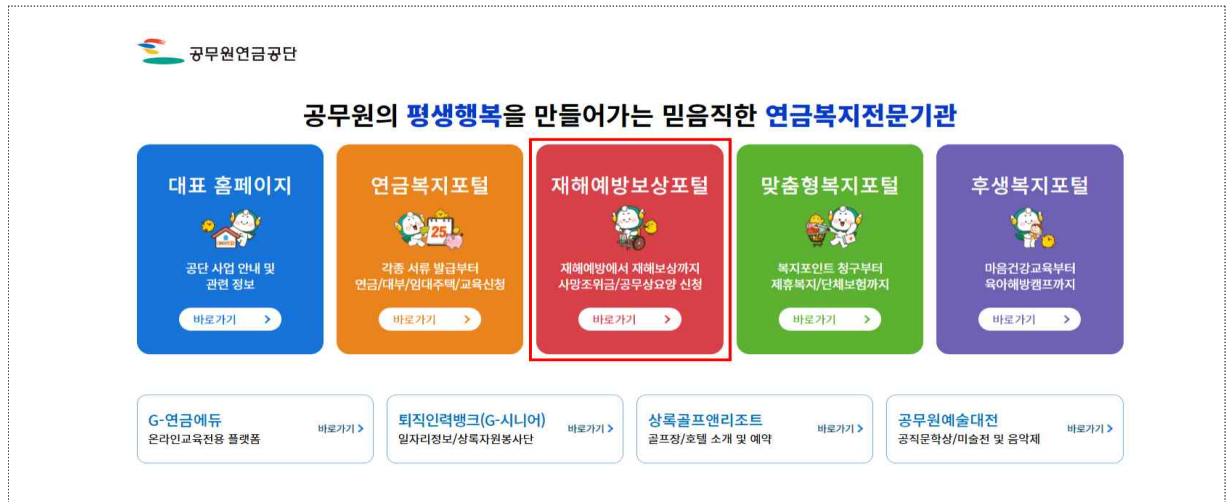 공무원연금공단
공무원의 평생행복을 만들어가는 믿음직한 연금복지전문기관
대표 홈페이지
공단 사업 안내 및
관련 정보
바로가기
연금복지포털
25
각종 서류 발급부터
연금/대부/임대주택/교육신청
바로가기
재해예방보상포털
재해예방에서 재해보상까지
사망조위금/공무상요양 신청
바로가기
맞춤형복지포털
복지포인트 청구부터
제휴복지/단체보험까지
바로가기
후생복지포털
마음건강교육부터
육아해방캠프까지
바로가기
G-연금에듀
온라인교육전용 플랫폼
바로가기
퇴직인력뱅크(G-시니어)
일자리정보/상록자원봉사단
바로가기
상록골프앤리조트
골프장/호텔 소개 및 예약
바로가기
공무원예술대전
공직문학상/미술전 및 음악제
바로가기